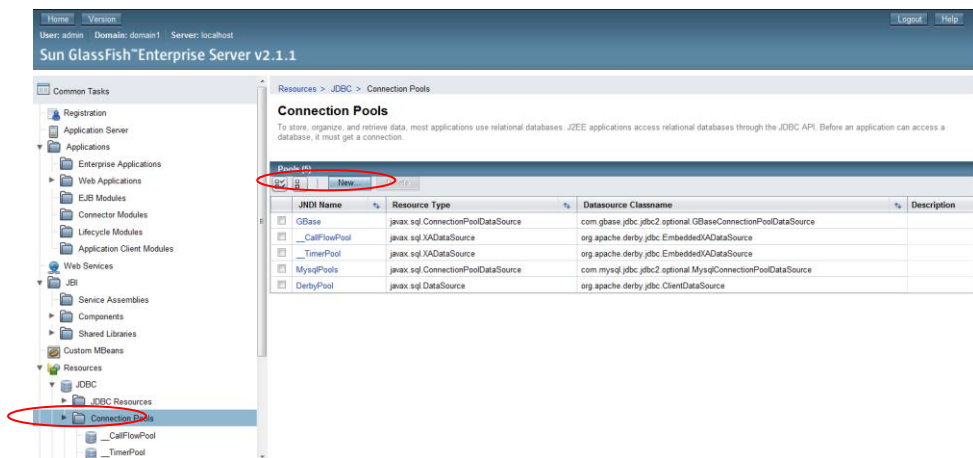 Home Version Logout Help
User: admin Domain: domain1 Server: localhost
Sun GlassFish™ Enterprise Server v2.1.1
Common Tasks
Registration
Application Server
Applications
Enterprise Applications
Web Applications
EJB Modules
Connector Modules
Lifecycle Modules
Application Client Modules
Web Services
JBI
Service Assemblies
Components
Shared Libraries
Custom MBeans
Resources
JDBC
JDBC Resources
Connection Pools
__CallFlowPool
__TimerPool
Resources > JDBC > Connection Pools
Connection Pools
To store, organize, and retrieve data, most applications use relational databases. J2EE applications access relational databases through the JDBC API. Before an application can access a
database, it must get a connection.
Pools (5)
New...
JNDI Name Resource Type Datasource Classname Description
GBase javax.sql.ConnectionPoolDataSource com.gbase.jdbc.jdbc2.optional.GBaseConnectionPoolDataSource
__CallFlowPool javax.sql.XADataSource org.apache.derby.jdbc.EmbeddedXADataSource
__TimerPool javax.sql.XADataSource org.apache.derby.jdbc.EmbeddedXADataSource
MysqlPools javax.sql.ConnectionPoolDataSource com.mysql.jdbc.jdbc2.optional.MysqlConnectionPoolDataSource
DerbyPool javax.sql.DataSource org.apache.derby.jdbc.ClientDataSource